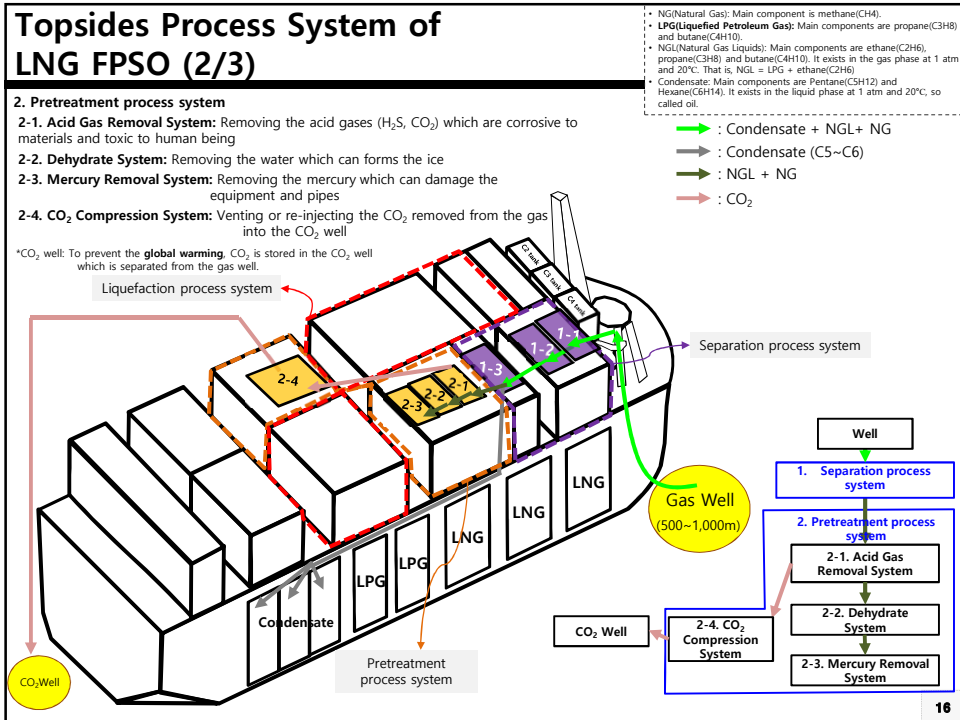 Topsides Process System of
LNG FPSO (2/3)
• NG(Natural Gas): Main component is methane(CH4).
• LPG(Liquefied Petroleum Gas): Main components are propane(C3H8)
and butane(C4H10).
• NGL(Natural Gas Liquids): Main components are ethane(C2H6),
propane(C3H8) and butane(C4H10). It exists in the gas phase at 1 atm
and 20℃. That is, NGL = LPG + ethane(C2H6)
• Condensate: Main components are Pentane(C5H12) and
Hexane(C6H14). It exists in the liquid phase at 1 atm and 20℃, so
called oil.
2. Pretreatment process system
2-1. Acid Gas Removal System: Removing the acid gases (H₂S, CO₂) which are corrosive to
materials and toxic to human being
2-2. Dehydrate System: Removing the water which can forms the ice
2-3. Mercury Removal System: Removing the mercury which can damage the
equipment and pipes
2-4. CO₂ Compression System: Venting or re-injecting the CO₂ removed from the gas
into the CO₂ well
*CO₂ well: To prevent the global warming, CO₂ is stored in the CO₂ well
which is separated from the gas well.
: Condensate + NGL+ NG
: Condensate (C5~C6)
: NGL + NG
: CO₂
Liquefaction process system
C2 tank
C3 tank
C4 tank
1-1
1-2
1-3
Separation process system
2-4
2-1
2-2
2-3
Gas Well
(500~1,000m)
LNG
LNG
LNG
LPG
LPG
Condensate
Pretreatment
process system
CO₂Well
Well
1. Separation process
system
2. Pretreatment process
system
2-1. Acid Gas
Removal System
2-2. Dehydrate
System
2-3. Mercury Removal
System
2-4. CO₂
Compression
System
CO₂ Well
16